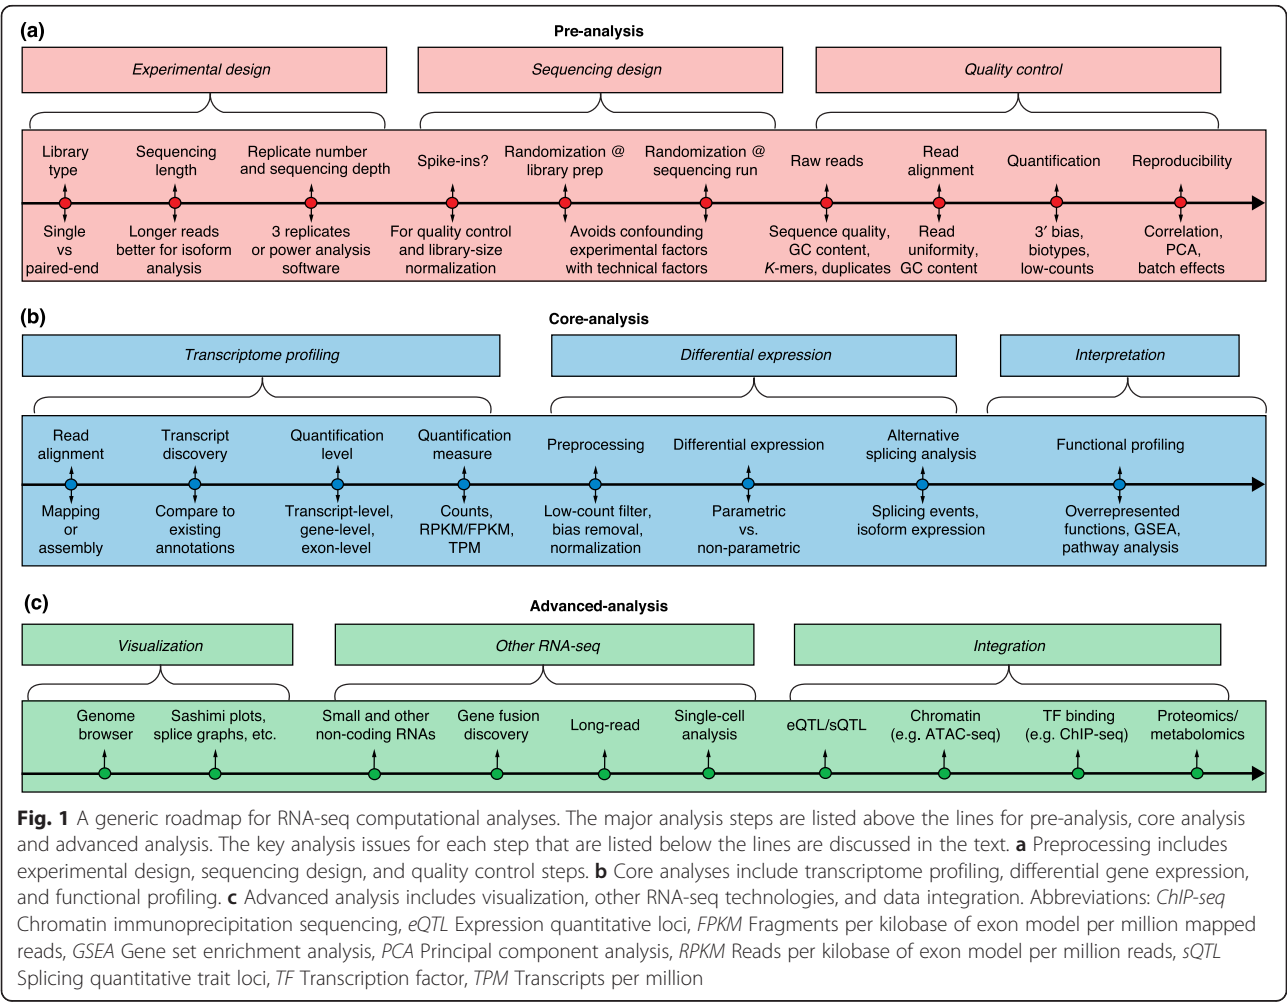 (a)
Pre-analysis
Experimental design
Sequencing design
Quality control
Library
type
Sequencing
length
Replicate number
and sequencing depth
Spike-ins?
Randomization @
library prep
Randomization @
sequencing run
Raw reads
Read
alignment
Quantification
Reproducibility
Single
vs
paired-end
Longer reads
better for isoform
analysis
3 replicates
or power analysis
software
For quality control
and library-size
normalization
Avoids confounding
experimental factors
with technical factors
Sequence quality,
GC content,
K-mers, duplicates
Read
uniformity,
GC content
3′ bias,
biotypes,
low-counts
Correlation,
PCA,
batch effects
(b)
Core-analysis
Transcriptome profiling
Differential expression
Interpretation
Read
alignment
Transcript
discovery
Quantification
level
Quantification
measure
Preprocessing
Differential expression
Alternative
splicing analysis
Functional profiling
Mapping
or
assembly
Compare to
existing
annotations
Transcript-level,
gene-level,
exon-level
Counts,
RPKM/FPKM,
TPM
Low-count filter,
bias removal,
normalization
Parametric
vs.
non-parametric
Splicing events,
isoform expression
Overrepresented
functions, GSEA,
pathway analysis
(c)
Advanced-analysis
Visualization
Other RNA-seq
Integration
Genome
browser
Sashimi plots,
splice graphs, etc.
Small and other
non-coding RNAs
Gene fusion
discovery
Long-read
Single-cell
analysis
eQTL/sQTL
Chromatin
(e.g. ATAC-seq)
TF binding
(e.g. ChIP-seq)
Proteomics/
metabolomics
Fig. 1 A generic roadmap for RNA-seq computational analyses. The major analysis steps are listed above the lines for pre-analysis, core analysis
and advanced analysis. The key analysis issues for each step that are listed below the lines are discussed in the text. a Preprocessing includes
experimental design, sequencing design, and quality control steps. b Core analyses include transcriptome profiling, differential gene expression,
and functional profiling. c Advanced analysis includes visualization, other RNA-seq technologies, and data integration. Abbreviations: ChIP-seq
Chromatin immunoprecipitation sequencing, eQTL Expression quantitative loci, FPKM Fragments per kilobase of exon model per million mapped
reads, GSEA Gene set enrichment analysis, PCA Principal component analysis, RPKM Reads per kilobase of exon model per million reads, sQTL
Splicing quantitative trait loci, TF Transcription factor, TPM Transcripts per million